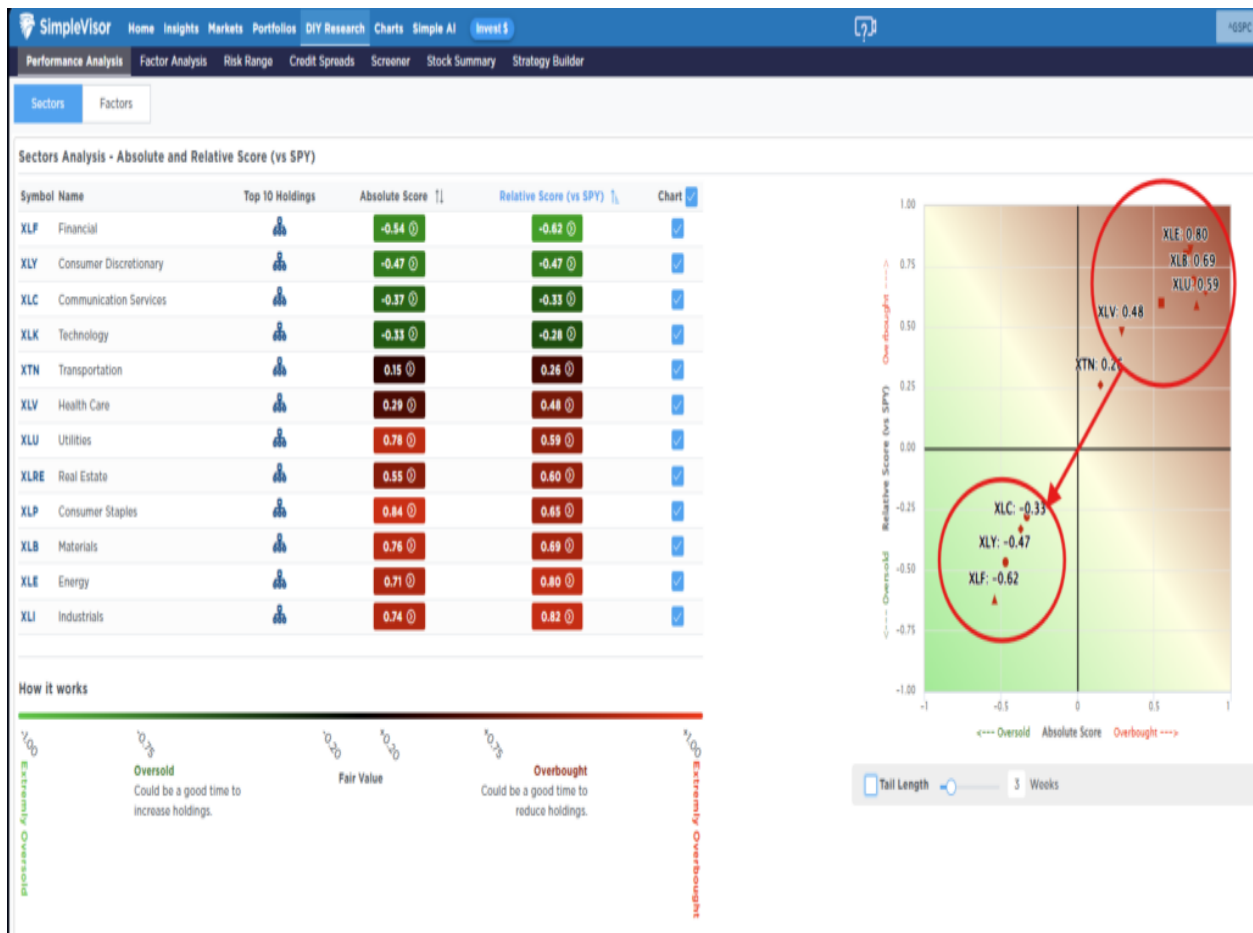 SimpleVisor Home Insights Markets Portfolios DIY Research Charts Simple AI Invest $ ^GSPC
Performance Analysis Factor Analysis Risk Range Credit Spreads Screener Stock Summary Strategy Builder
Sectors Factors
Sectors Analysis - Absolute and Relative Score (vs SPY)
Symbol Name Top 10 Holdings Absolute Score Relative Score (vs SPY) Chart
XLF Financial -0.54 -0.62
XLY Consumer Discretionary -0.47 -0.47
XLC Communication Services -0.37 -0.33
XLK Technology -0.33 -0.28
XTN Transportation 0.15 0.26
XLV Health Care 0.29 0.48
XLU Utilities 0.78 0.59
XLRE Real Estate 0.55 0.60
XLP Consumer Staples 0.84 0.65
XLB Materials 0.76 0.69
XLE Energy 0.71 0.80
XLI Industrials 0.74 0.82
How it works
-1.00 -0.75 -0.20 +0.20 +0.75 +1.00
Extremly Oversold
Oversold
Could be a good time to
increase holdings.
Fair Value
Overbought
Could be a good time to
reduce holdings.
Extremly Overbought
1.00
0.75
0.50
0.25
0.00
-0.25
-0.50
-0.75
-1.00
<--- Oversold Relative Score (vs SPY) Overbought --->
XLE: 0.80
XLB: 0.69
XLU: 0.59
XLV: 0.48
XTN: 0.26
XLC: -0.33
XLY: -0.47
XLF: -0.62
-1 -0.5 0 0.5 1
<--- Oversold Absolute Score Overbought --->
Tail Length 3 Weeks